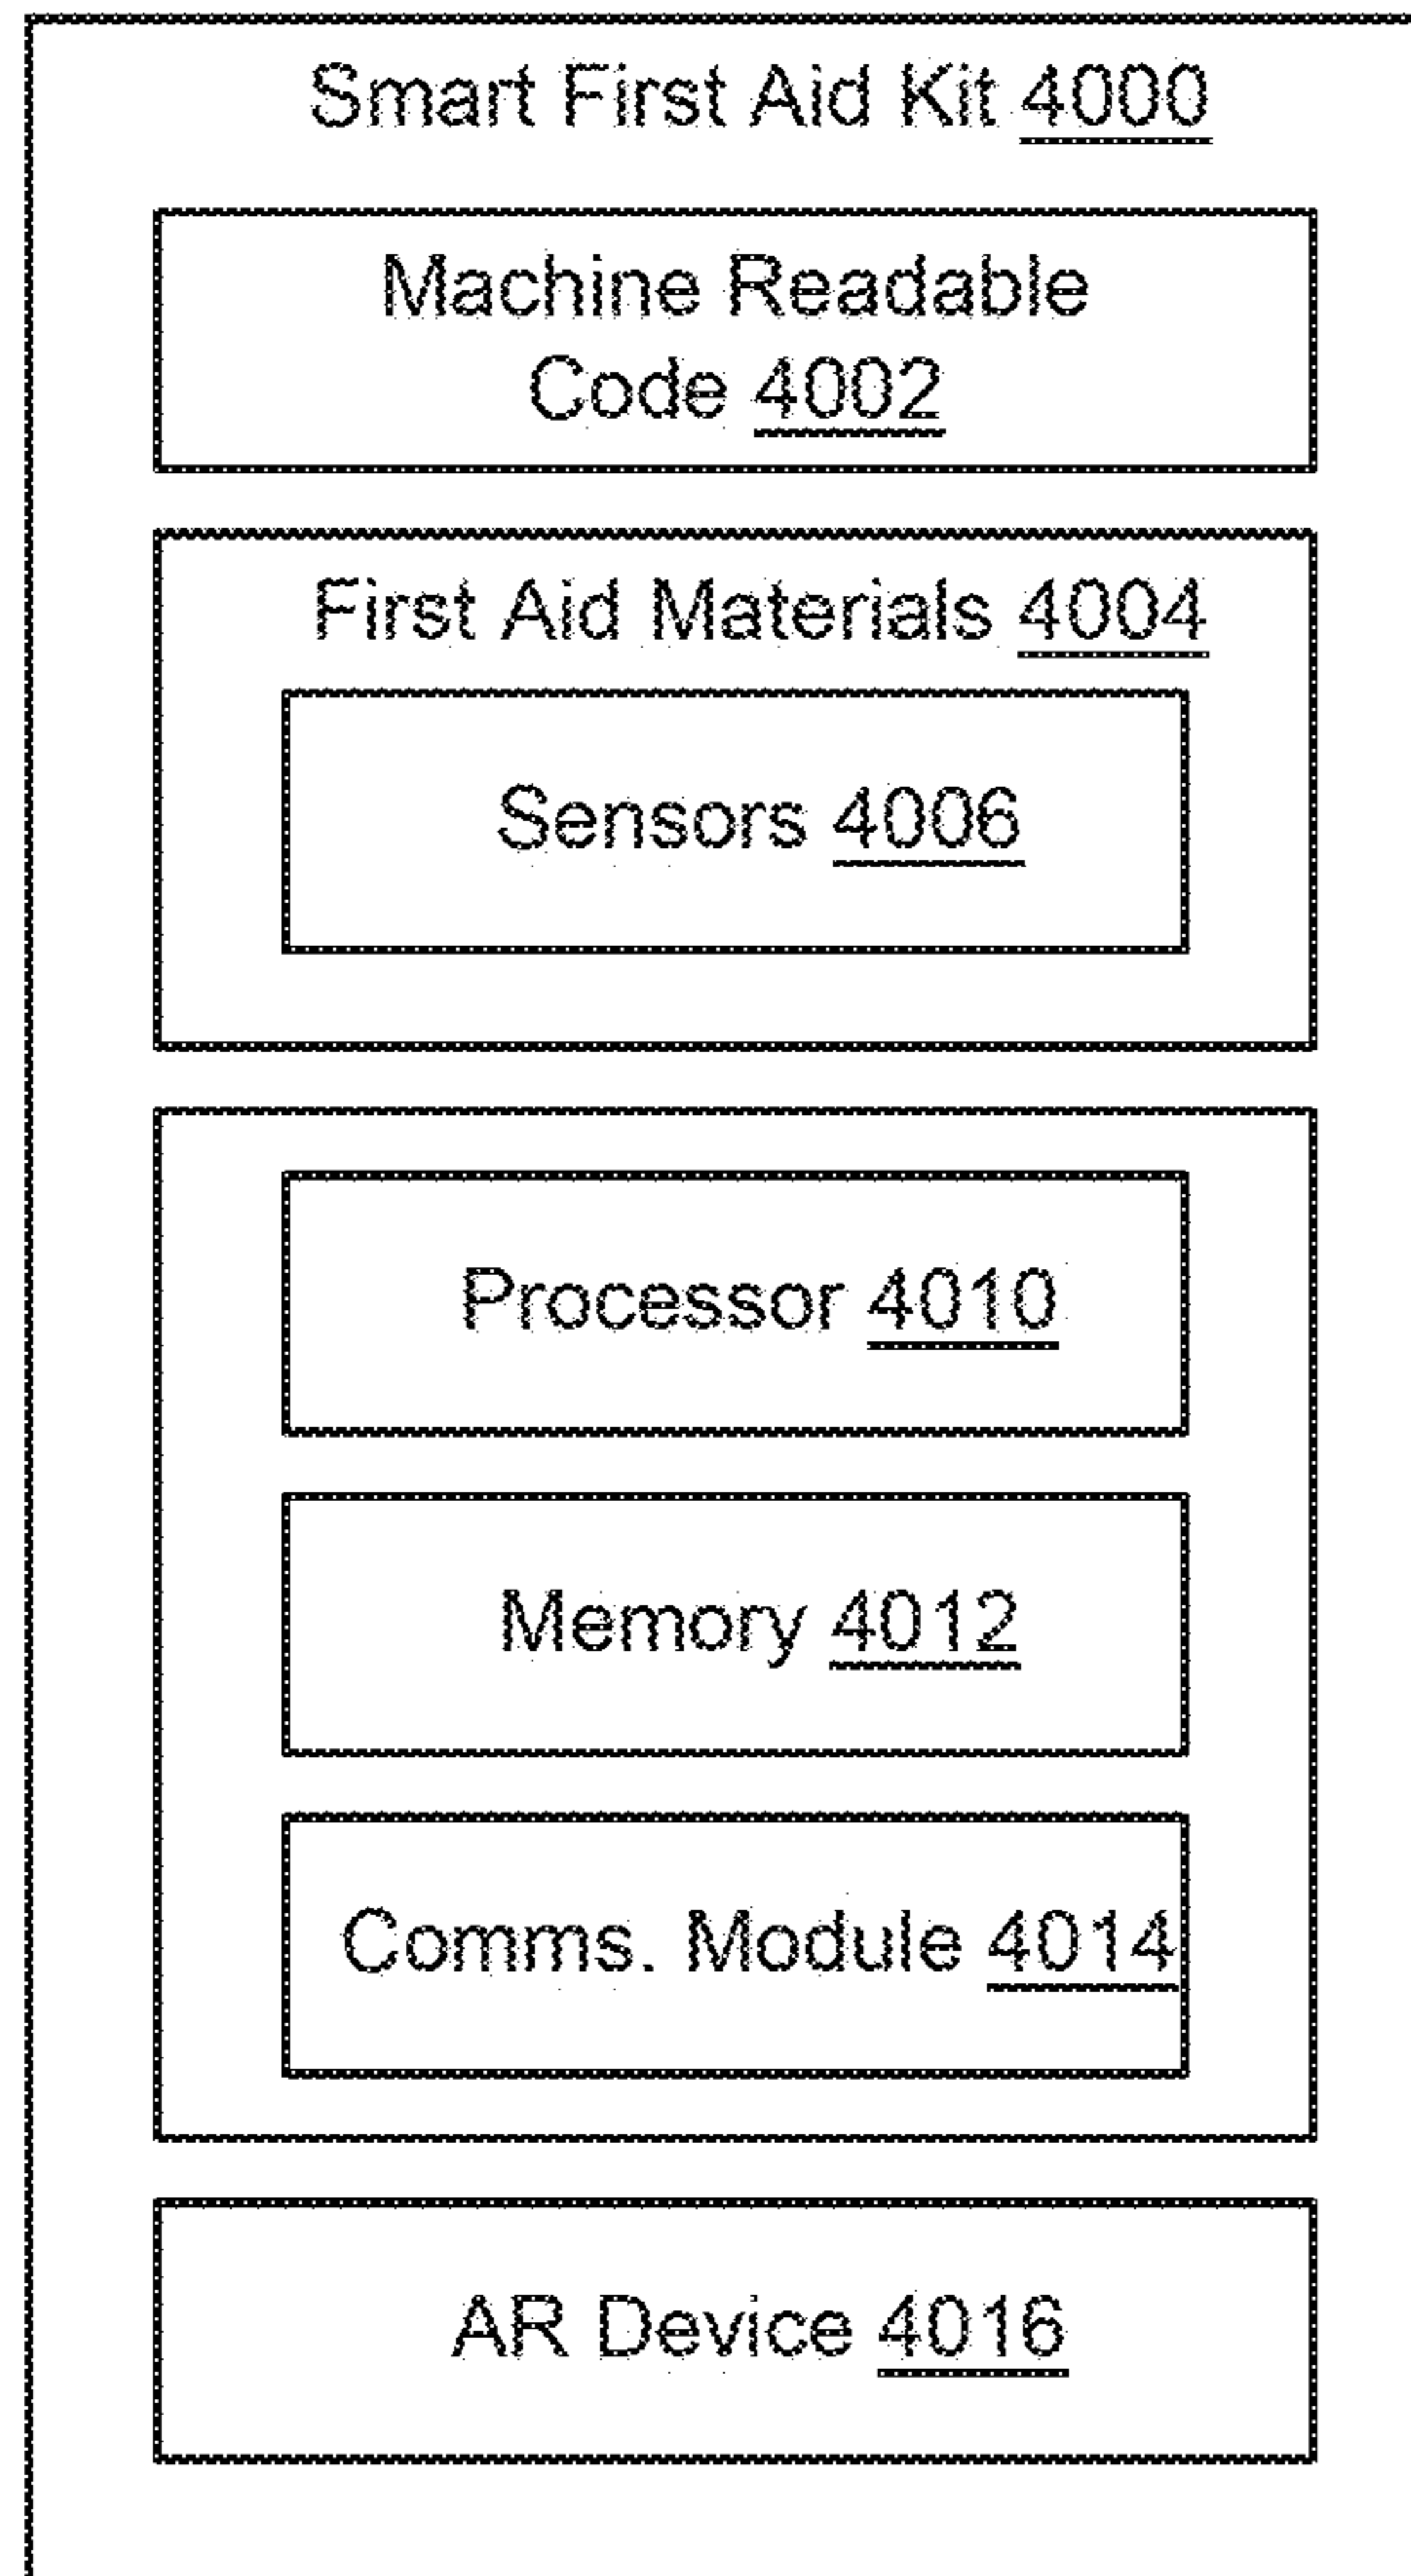 Smart First Aid Kit 4000
Machine Readable
Code 4002
First Aid Materials 4004
Sensors 4006
Processor 4010
Memory 4012
Comms. Module 4014
AR Device 4016